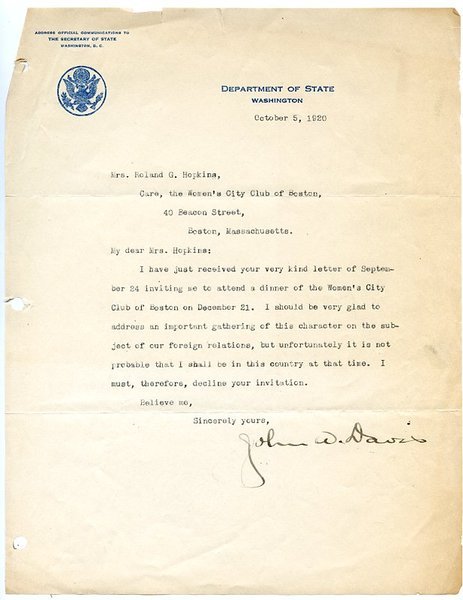 ADDRESS OFFICIAL COMMUNICATIONS TO
THE SECRETARY OF STATE
WASHINGTON, D. C.
DEPARTMENT OF STATE
WASHINGTON
October 5, 1920
Mrs. Roland G. Hopkins,
Care, the Women's City Club of Boston,
40 Beacon Street,
Boston, Massachusetts.
My dear Mrs. Hopkins:
I have just received your very kind letter of Septem-
ber 24 inviting me to attend a dinner of the Women's City
Club of Boston on December 21. I should be very glad to
address an important gathering of this character on the sub-
ject of our foreign relations, but unfortunately it is not
probable that I shall be in this country at that time. I
must, therefore, decline your invitation.
Believe me,
Sincerely yours,
John W. Davis